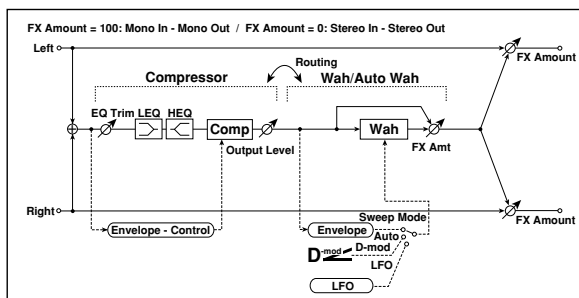 FX Amount = 100: Mono In - Mono Out / FX Amount = 0: Stereo In - Stereo Out
Left
FX Amount
Routing
Compressor
Wah/Auto Wah
EQ Trim LEQ HEQ
Comp
Output Level
Wah
FX Amt
Right
FX Amount
Envelope - Control
Envelope
Sweep Mode
Auto
D-mod
D-mod
LFO
LFO